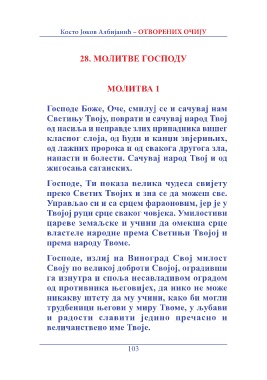 Косто Јоков Албијанић – ОТВОРЕНИХ ОЧИЈУ
28. МОЛИТВЕ ГОСПОДУ
МОЛИТВА 1
Господе Боже, Оче, смилуј се и сачувај нам
Светињу Твоју, поврати и сачувај народ Твој
од насиља и неправде злих припадника вишег
класног слоја, од ћуди и канџи звјерињих,
од лажних пророка и од свакога другога зла,
напасти и болести. Сачувај народ Твој и од
жигосања сатанских.
Господе, Ти показа велика чудеса свијету
преко Светих Твојих и зна се да можеш све.
Управљао си и са срцем фараоновим, јер је у
Твојој руци срце сваког човјека. Умилостиви
цареве земаљске и учини да омекша срце
властеле народне према Светињи Твојој и
према народу Твоме.
Господе, излиј на Виноград Свој милост
Своју по великој доброти Својој, оградивши
га изнутра и споља несавладивом оградом
од противника његовијех, да нико не може
никакву штету да му учини, како би могли
трудбеници његови у миру Твоме, у љубави
и радости славити једино пречасно и
величанствено име Твоје.
103